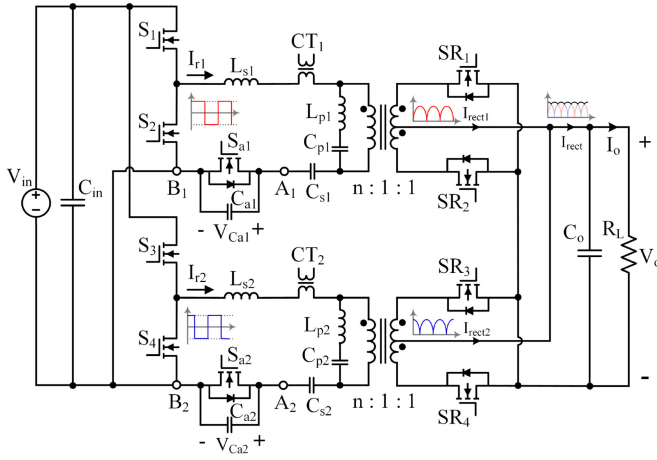 S1
Ir1
Ls1
CT1
SR1
Lp1
Irect1
Irect
Io
+
S2
Sa1
Cp1
Vin
Cin
B1
Ca1
A1
Cs1
n : 1 : 1
SR2
- VCa1 +
S3
Ir2
Ls2
CT2
SR3
Co
RL
Vo
Lp2
Irect2
S4
Sa2
Cp2
B2
Ca2
A2
Cs2
n : 1 : 1
SR4
-
- VCa2 +